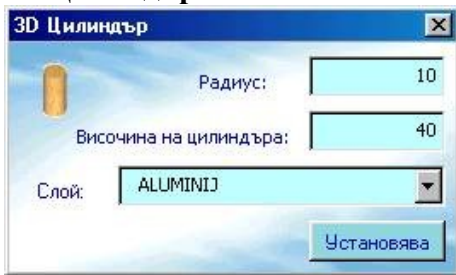 3D Цилиндър
Радиус: 10
Височина на цилиндъра: 40
Слой: ALUMINIJ
Установява